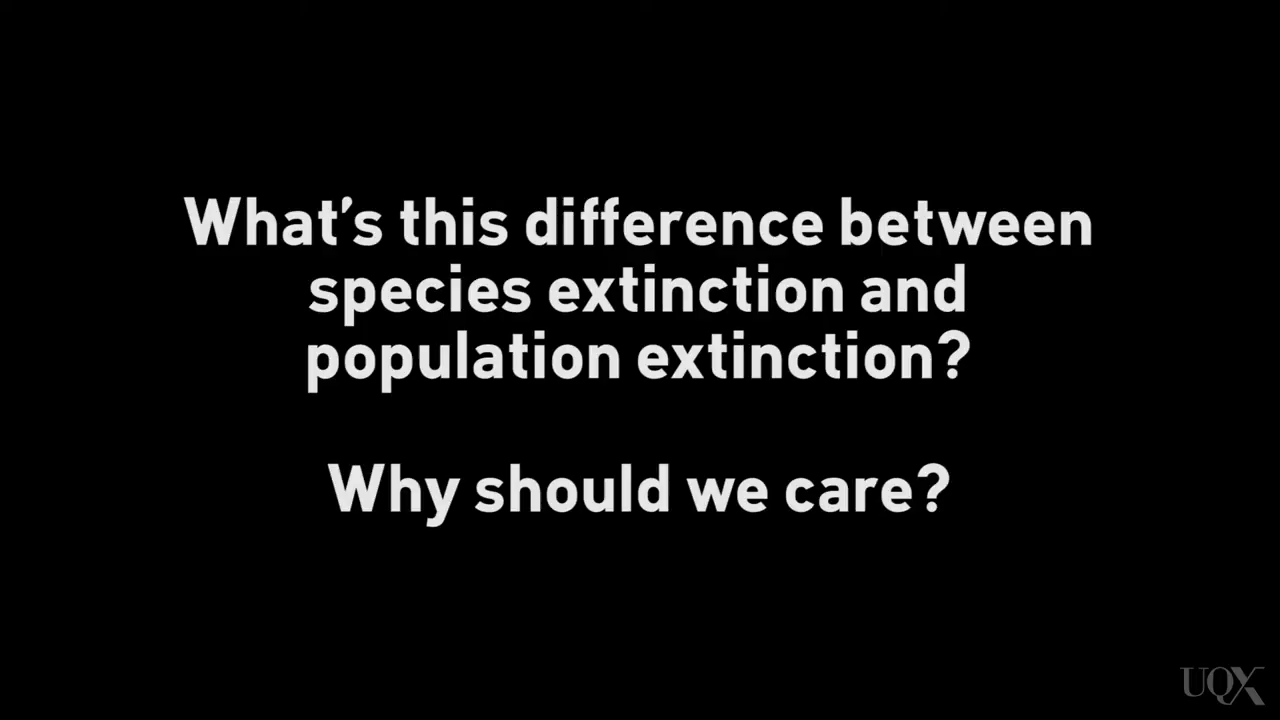 What’s this difference between
species extinction and
population extinction?
Why should we care?
UQX